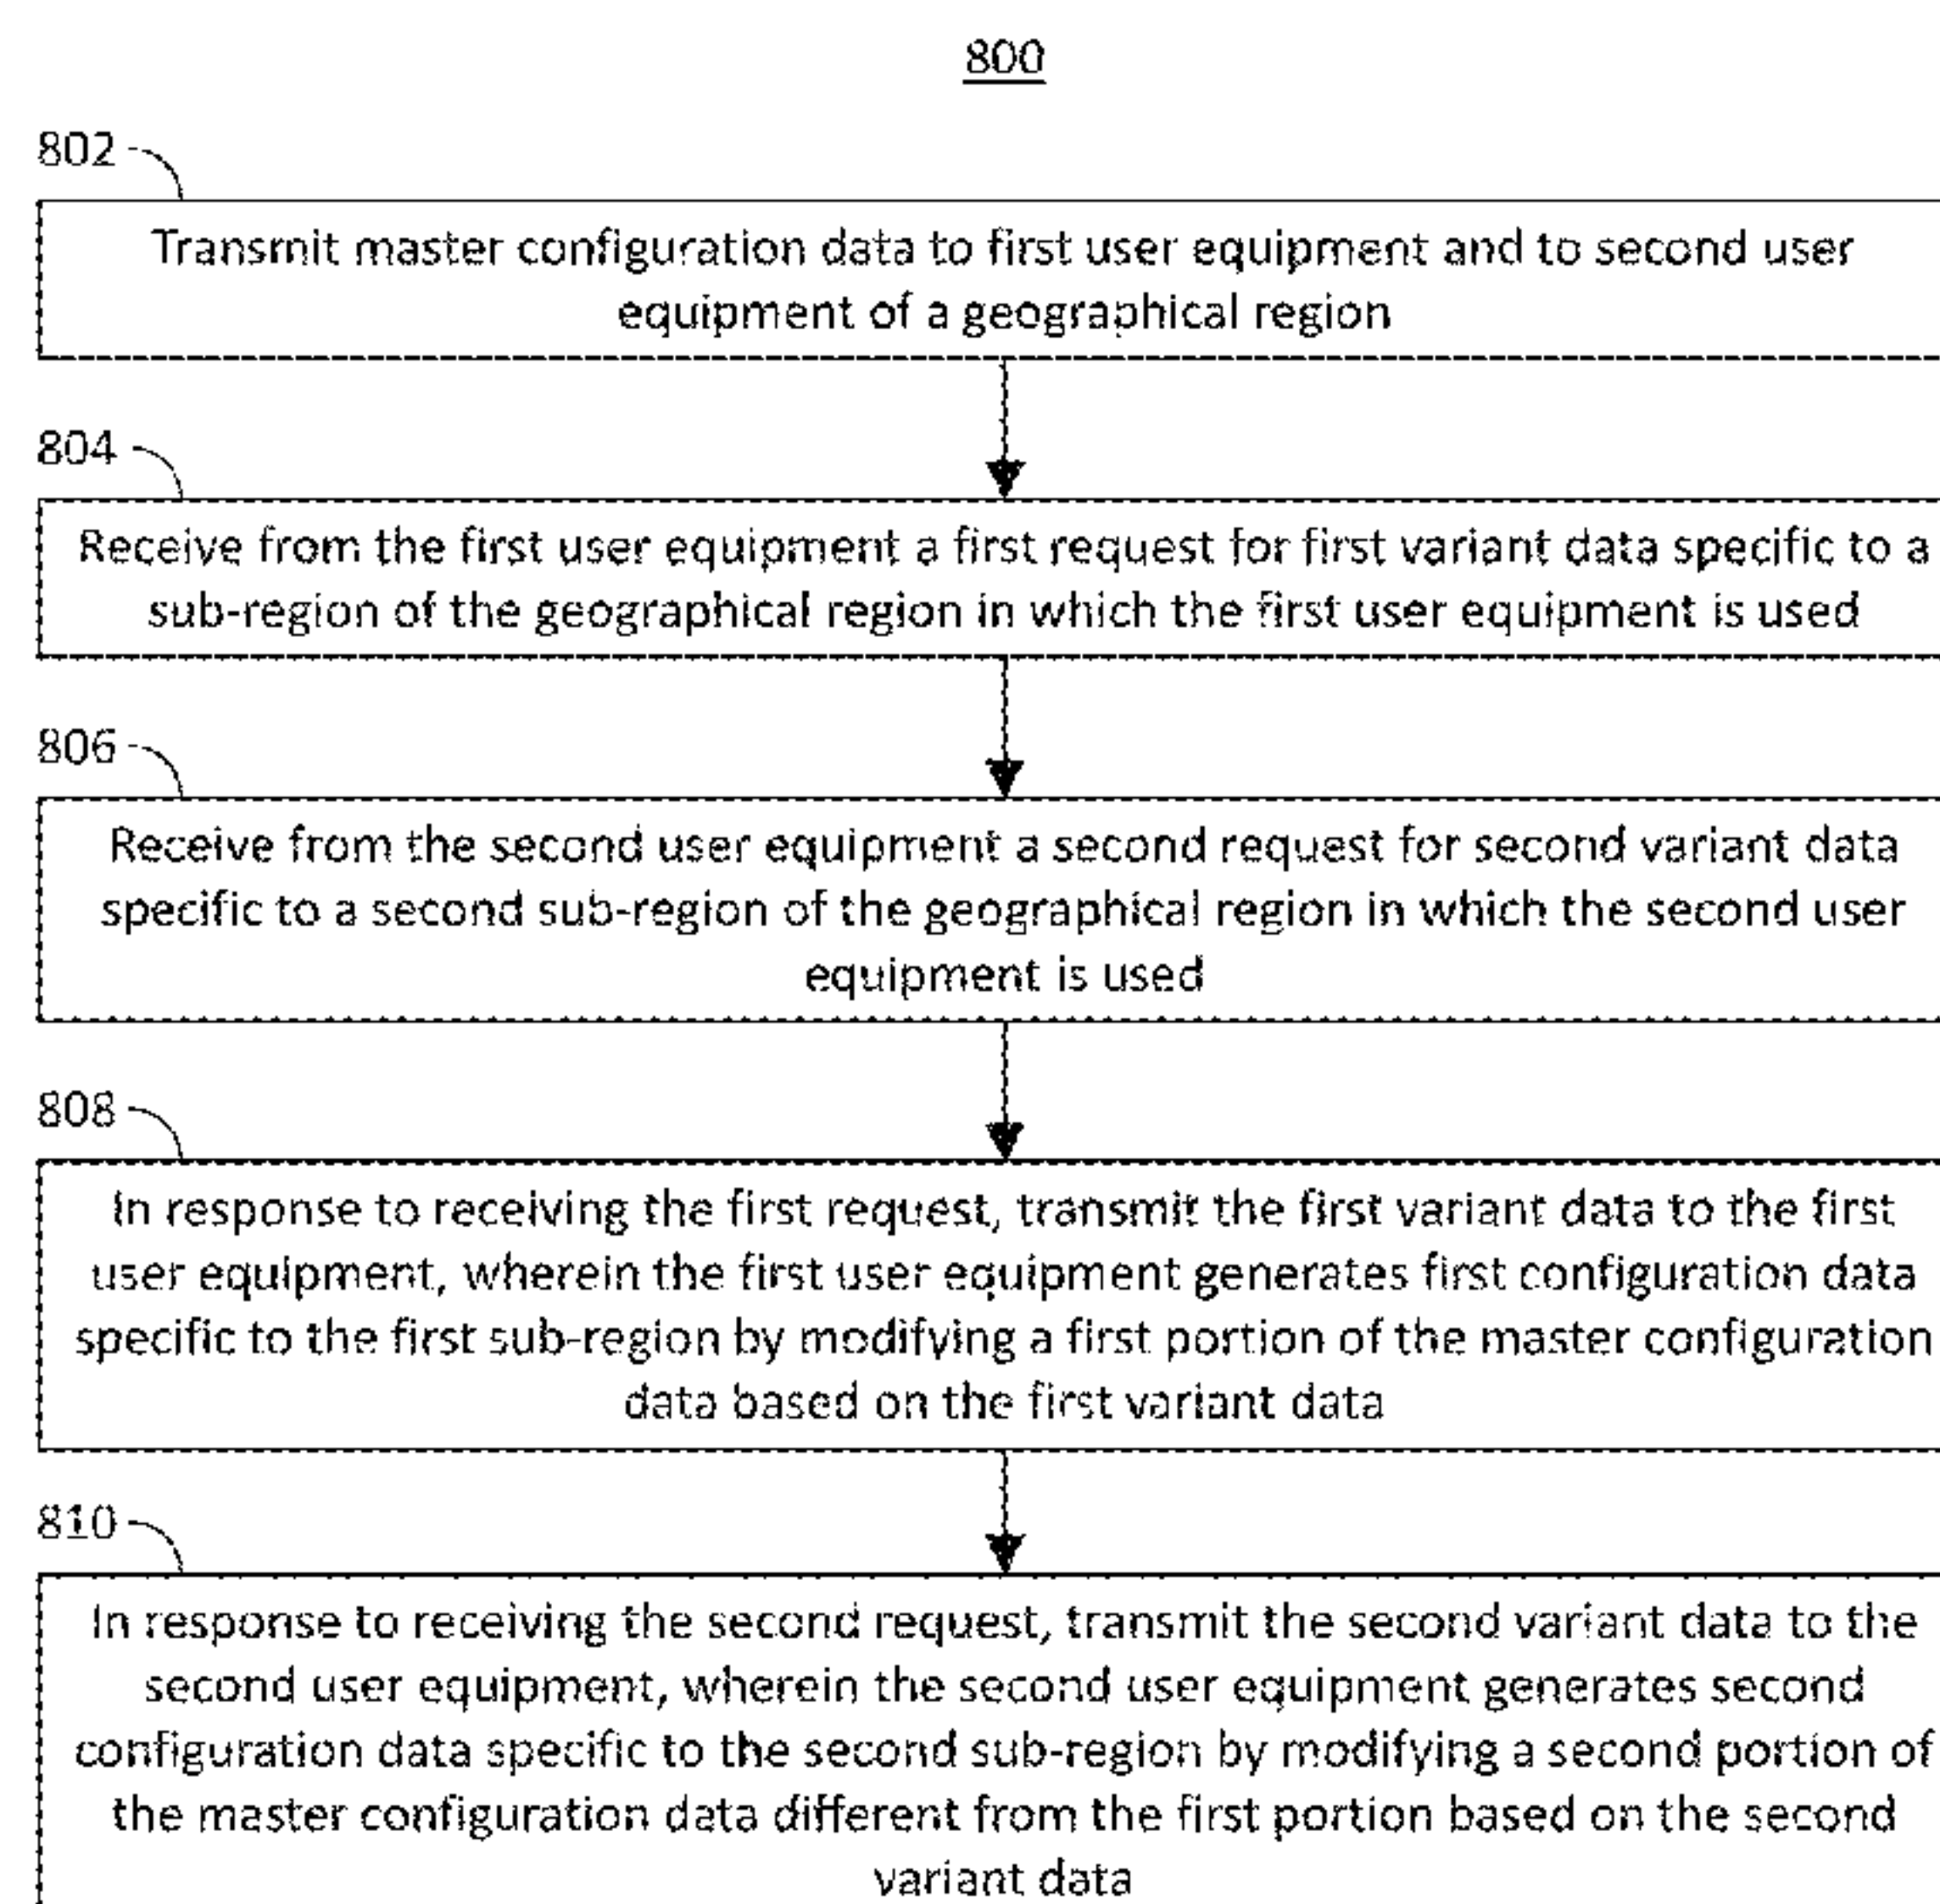 800
802
Transmit master configuration data to first user equipment and to second user
equipment of a geographical region
804
Receive from the first user equipment a first request for first variant data specific to a
sub-region of the geographical region in which the first user equipment is used
806
Receive from the second user equipment a second request for second variant data
specific to a second sub-region of the geographical region in which the second user
equipment is used
808
In response to receiving the first request, transmit the first variant data to the first
user equipment, wherein the first user equipment generates first configuration data
specific to the first sub-region by modifying a first portion of the master configuration
data based on the first variant data
810
In response to receiving the second request, transmit the second variant data to the
second user equipment, wherein the second user equipment generates second
configuration data specific to the second sub-region by modifying a second portion of
the master configuration data different from the first portion based on the second
variant data